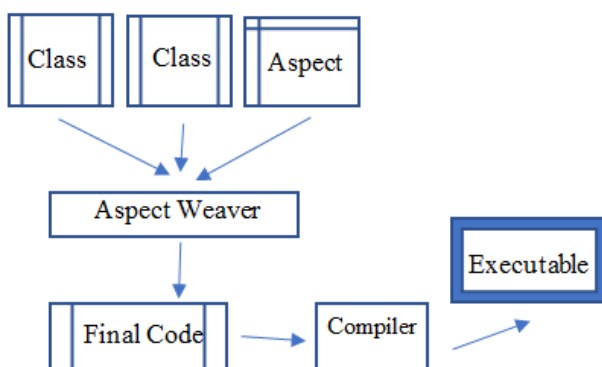 Class
Class
Aspect
Aspect Weaver
Executable
Final Code
Compiler